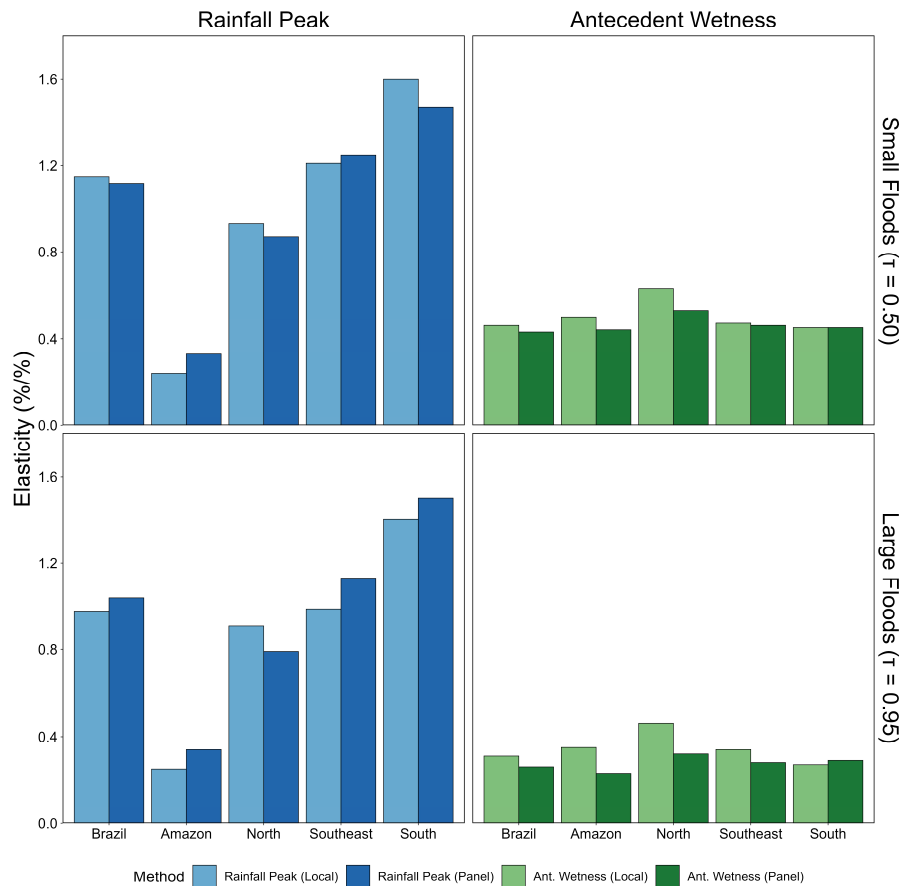 Rainfall Peak
Antecedent Wetness
Elasticity (%/%)
1.6
1.2
0.8
0.4
0.0
Small Floods (τ = 0.50)
1.6
1.2
0.8
0.4
0.0
Large Floods (τ = 0.95)
Brazil Amazon North Southeast South
Brazil Amazon North Southeast South
Method Rainfall Peak (Local) Rainfall Peak (Panel) Ant. Wetness (Local) Ant. Wetness (Panel)